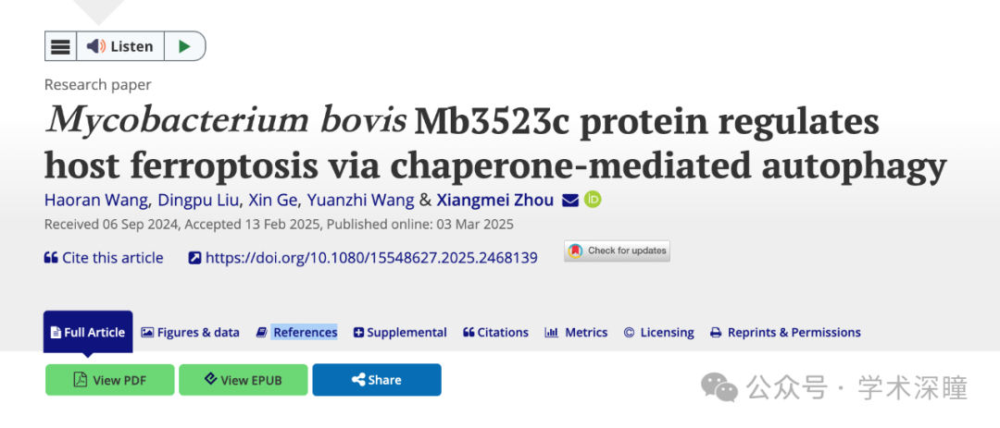 Listen
Research paper
Mycobacterium bovis Mb3523c protein regulates
host ferroptosis via chaperone-mediated autophagy
Haoran Wang, Dingpu Liu, Xin Ge, Yuanzhi Wang & Xiangmei Zhou iD
Received 06 Sep 2024, Accepted 13 Feb 2025, Published online: 03 Mar 2025
Cite this article https://doi.org/10.1080/15548627.2025.2468139 Check for updates
Full Article Figures & data References Supplemental Citations Metrics © Licensing Reprints & Permissions
View PDF View EPUB Share
公众号 · 学术深瞳